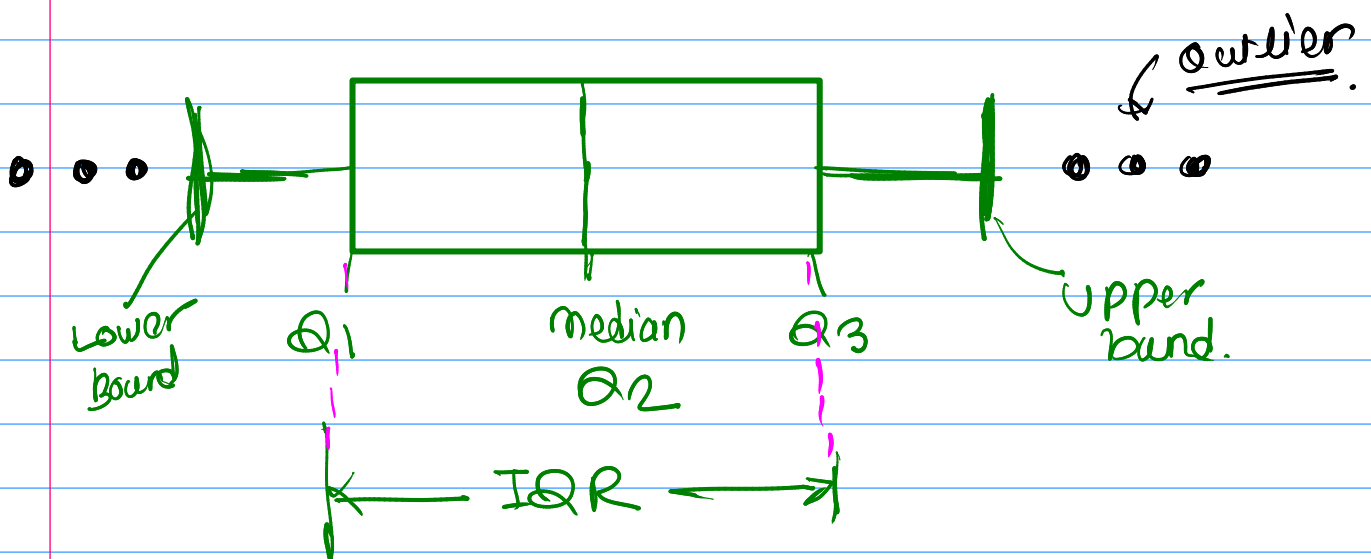 Outlier.
Lower
Bound
Q1
Median
Q2
Q3
Upper
band.
IQR